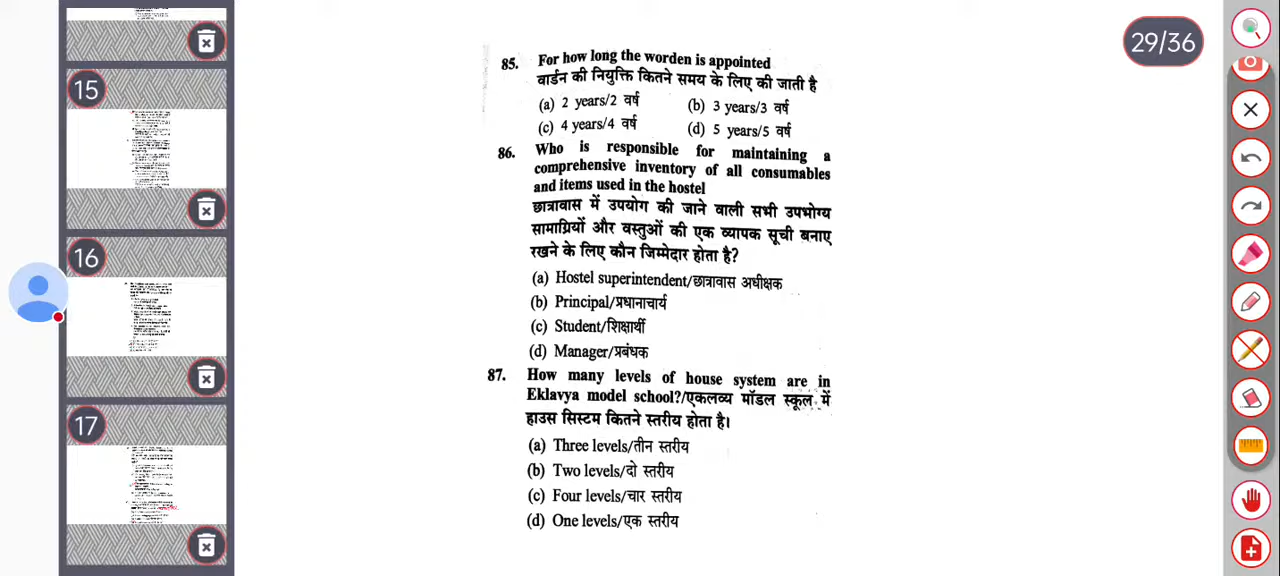 15
16
17
29/36
85. For how long the worden is appointed
वार्डन की नियुक्ति कितने समय के लिए की जाती है
(a) 2 years/2 वर्ष (b) 3 years/3 वर्ष
(c) 4 years/4 वर्ष (d) 5 years/5 वर्ष
86. Who is responsible for maintaining a
comprehensive inventory of all consumables
and items used in the hostel
छात्रावास में उपयोग की जाने वाली सभी उपभोग्य
सामाग्रियों और वस्तुओं की एक व्यापक सूची बनाए
रखने के लिए कौन जिम्मेदार होता है?
(a) Hostel superintendent/छात्रावास अधीक्षक
(b) Principal/प्रधानाचार्य
(c) Student/शिक्षार्थी
(d) Manager/प्रबंधक
87. How many levels of house system are in
Eklavya model school?/एकलव्य मॉडल स्कूल में
हाउस सिस्टम कितने स्तरीय होता है।
(a) Three levels/तीन स्तरीय
(b) Two levels/दो स्तरीय
(c) Four levels/चार स्तरीय
(d) One levels/एक स्तरीय